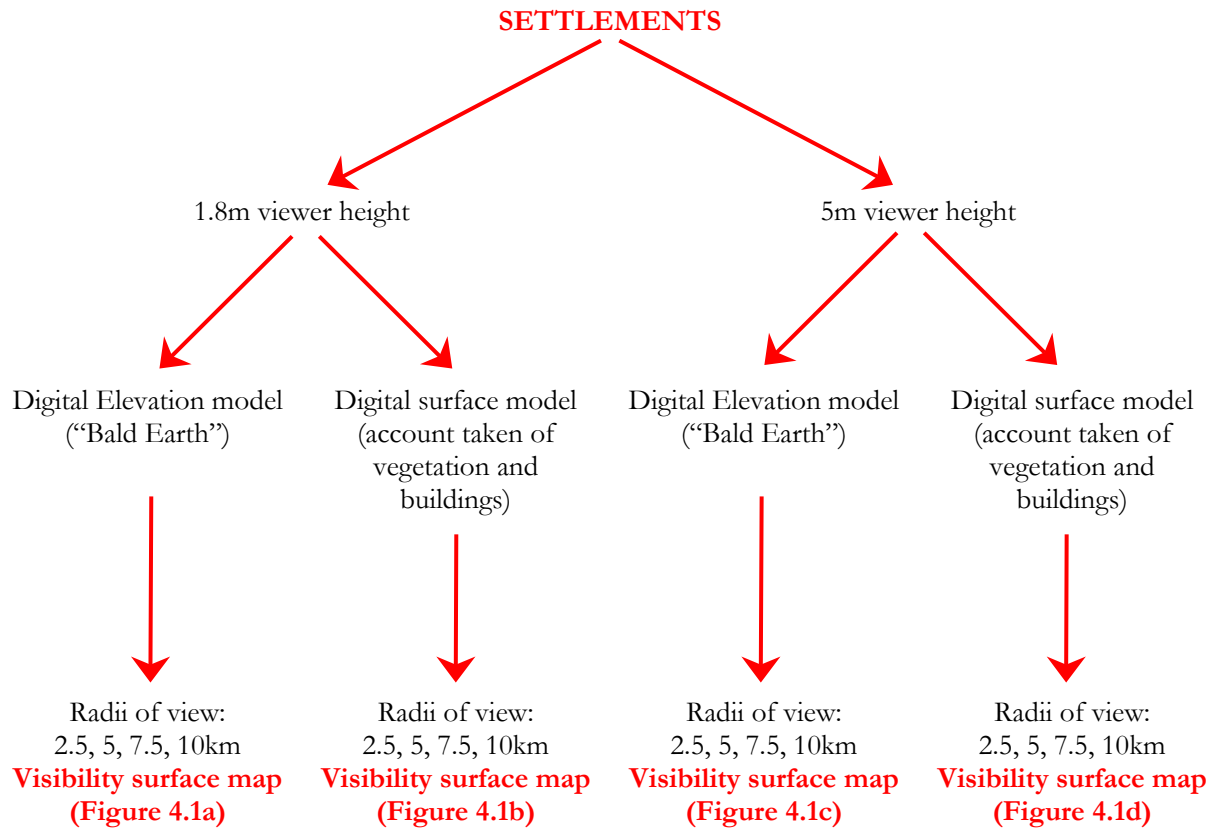 SETTLEMENTS
1.8m viewer height
5m viewer height
Digital Elevation model
(“Bald Earth”)
Digital surface model
(account taken of
vegetation and
buildings)
Digital Elevation model
(“Bald Earth”)
Digital surface model
(account taken of
vegetation and
buildings)
Radii of view:
2.5, 5, 7.5, 10km
Visibility surface map
(Figure 4.1a)
Radii of view:
2.5, 5, 7.5, 10km
Visibility surface map
(Figure 4.1b)
Radii of view:
2.5, 5, 7.5, 10km
Visibility surface map
(Figure 4.1c)
Radii of view:
2.5, 5, 7.5, 10km
Visibility surface map
(Figure 4.1d)